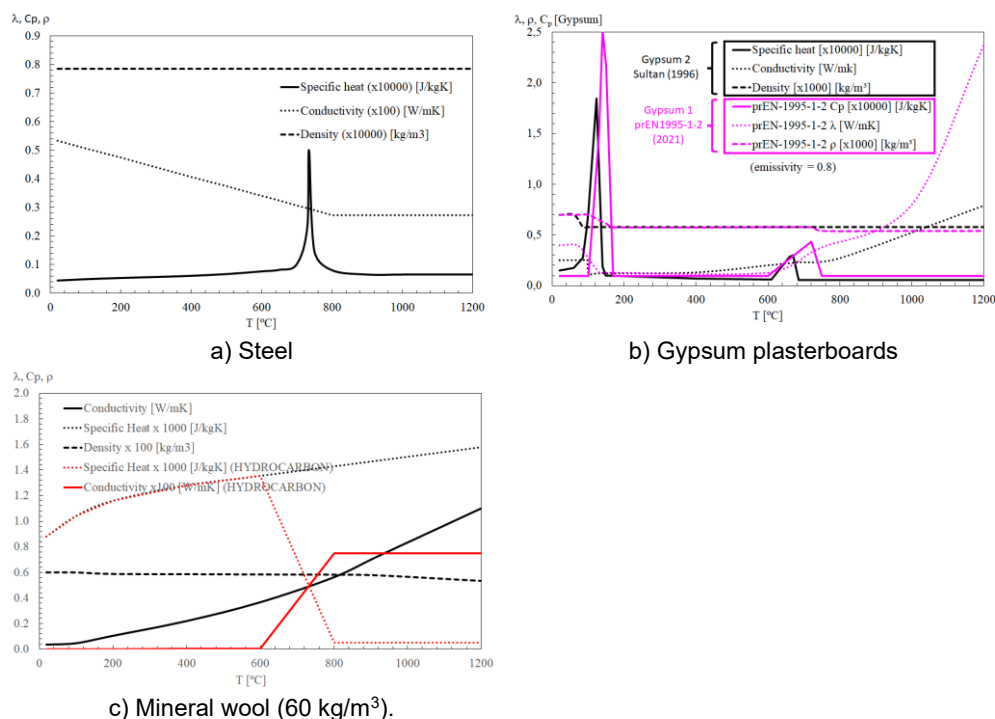 λ, Cp, ρ
0.9
0.8
0.7
0.6
0.5
0.4
0.3
0.2
0.1
0.0
Specific heat (x10000) [J/kgK]
Conductivity (x100) [W/mK]
Density (x10000) [kg/m3]
0 200 400 600 800 1000 1200
T [ºC]
a) Steel
λ, ρ, Cp [Gypsum]
2,5
2,0
1,5
1,0
0,5
0,0
Gypsum 2
Sultan (1996)
Specific heat [x10000] [J/kgK]
Conductivity [W/mk]
Density [x1000] [kg/m³]
Gypsum 1
prEN1995-1-2
(2021)
prEN-1995-1-2 Cp [x10000] [J/kgK]
prEN-1995-1-2 λ [W/mK]
prEN-1995-1-2 ρ [x1000] [kg/m³]
(emissivity = 0.8)
0 200 400 600 800 1000 1200
T [ºC]
b) Gypsum plasterboards
λ, Cp, ρ
2.0
1.8
1.6
1.4
1.2
1.0
0.8
0.6
0.4
0.2
0.0
Conductivity [W/mK]
Specific Heat x 1000 [J/kgK]
Density x 100 [kg/m3]
Specific Heat x 1000 [J/kgK] (HYDROCARBON)
Conductivity x100 [W/mK] (HYDROCARBON)
0 200 400 600 800 1000 1200
T [ºC]
c) Mineral wool (60 kg/m³).